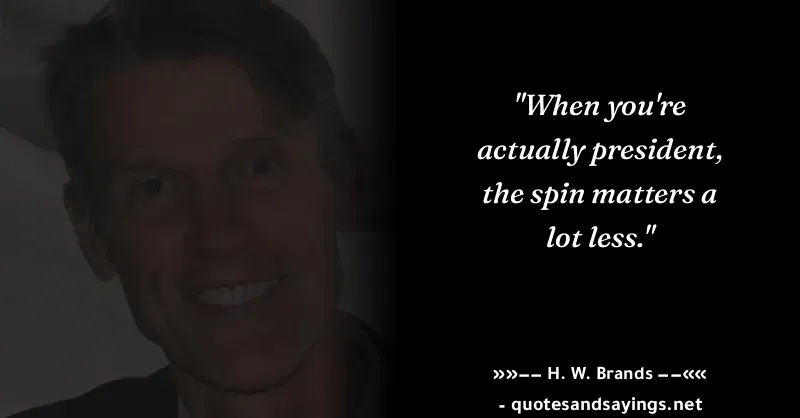 "When you're
actually president,
the spin matters a
lot less."
»»−− H. W. Brands −−««
- quotesandsayings.net